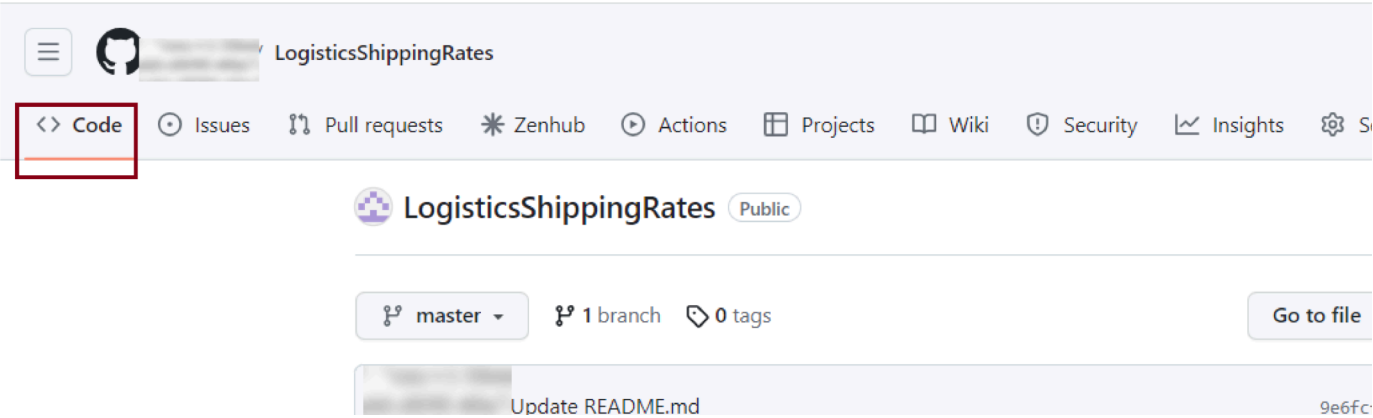 LogisticsShippingRates
Code Issues Pull requests Zenhub Actions Projects Wiki Security Insights
LogisticsShippingRates Public
master 1 branch 0 tags Go to file
Update README.md 9e6fc